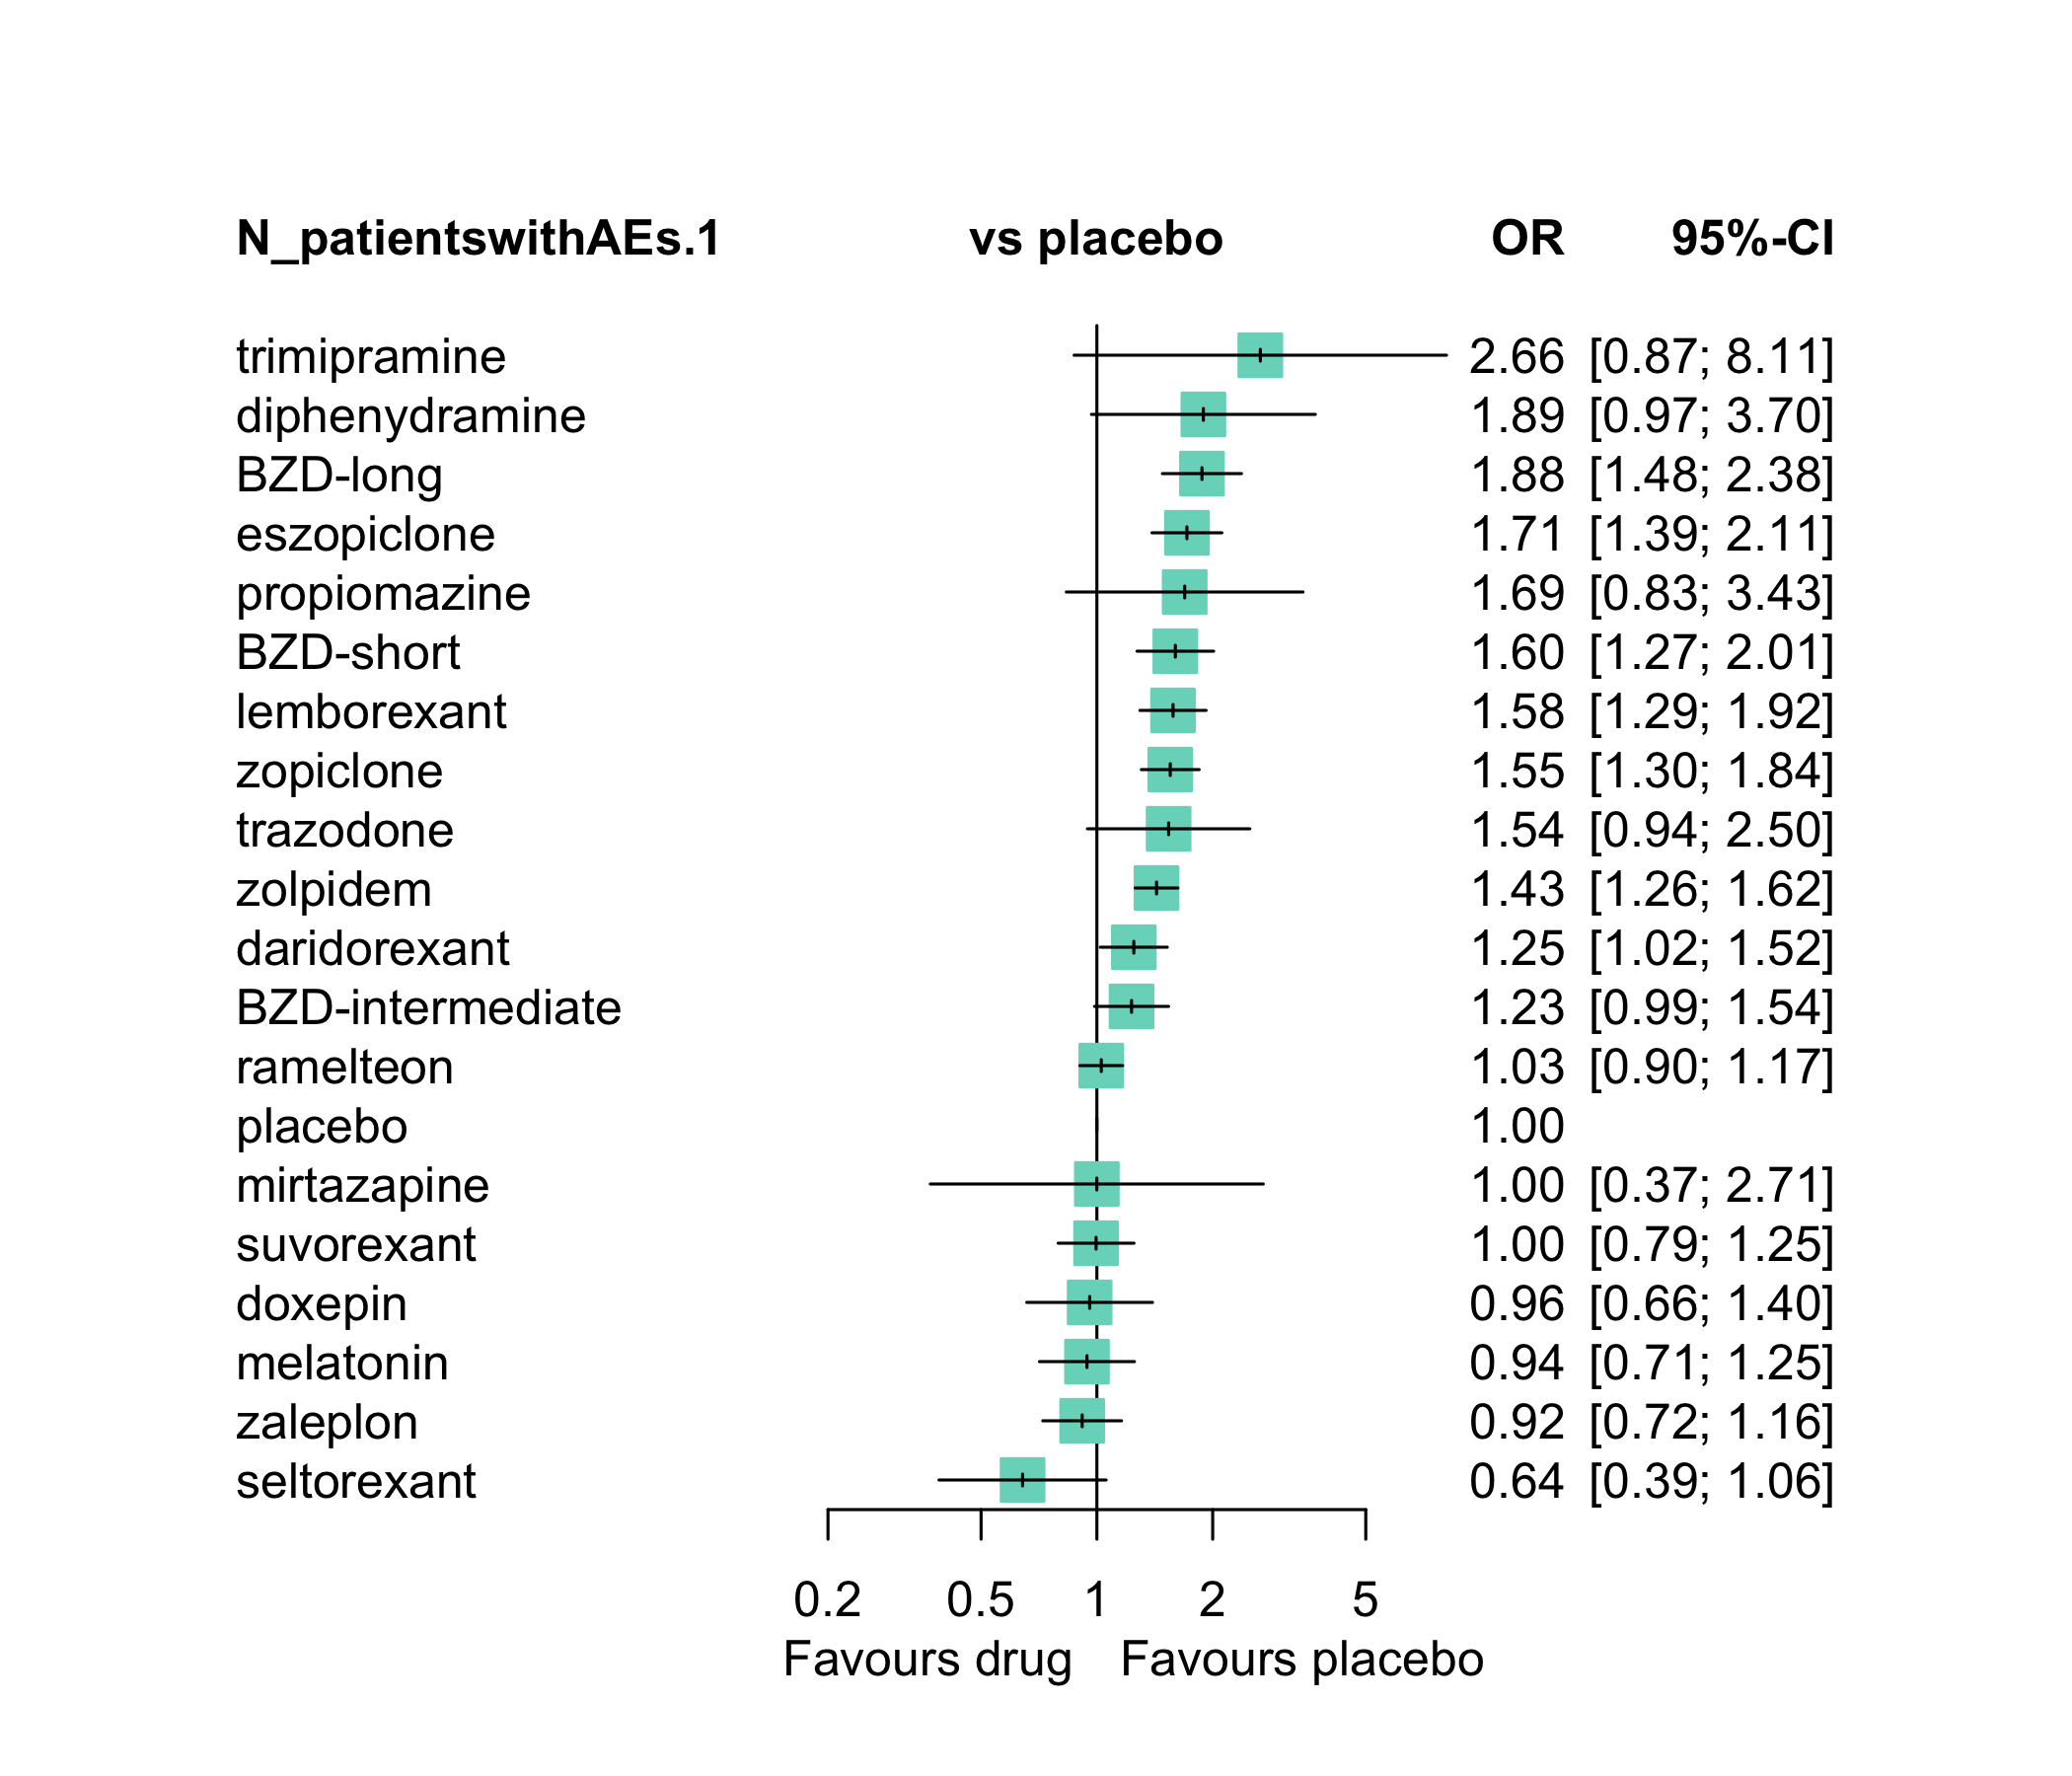 N_patientswithAEs.1 vs placebo OR 95%-CI
trimipramine 2.66 [0.87; 8.11]
diphenydramine 1.89 [0.97; 3.70]
BZD-long 1.88 [1.48; 2.38]
eszopiclone 1.71 [1.39; 2.11]
propiomazine 1.69 [0.83; 3.43]
BZD-short 1.60 [1.27; 2.01]
lemborexant 1.58 [1.29; 1.92]
zopiclone 1.55 [1.30; 1.84]
trazodone 1.54 [0.94; 2.50]
zolpidem 1.43 [1.26; 1.62]
daridorexant 1.25 [1.02; 1.52]
BZD-intermediate 1.23 [0.99; 1.54]
ramelteon 1.03 [0.90; 1.17]
placebo 1.00
mirtazapine 1.00 [0.37; 2.71]
suvorexant 1.00 [0.79; 1.25]
doxepin 0.96 [0.66; 1.40]
melatonin 0.94 [0.71; 1.25]
zaleplon 0.92 [0.72; 1.16]
seltorexant 0.64 [0.39; 1.06]
0.2 0.5 1 2 5
Favours drug Favours placebo